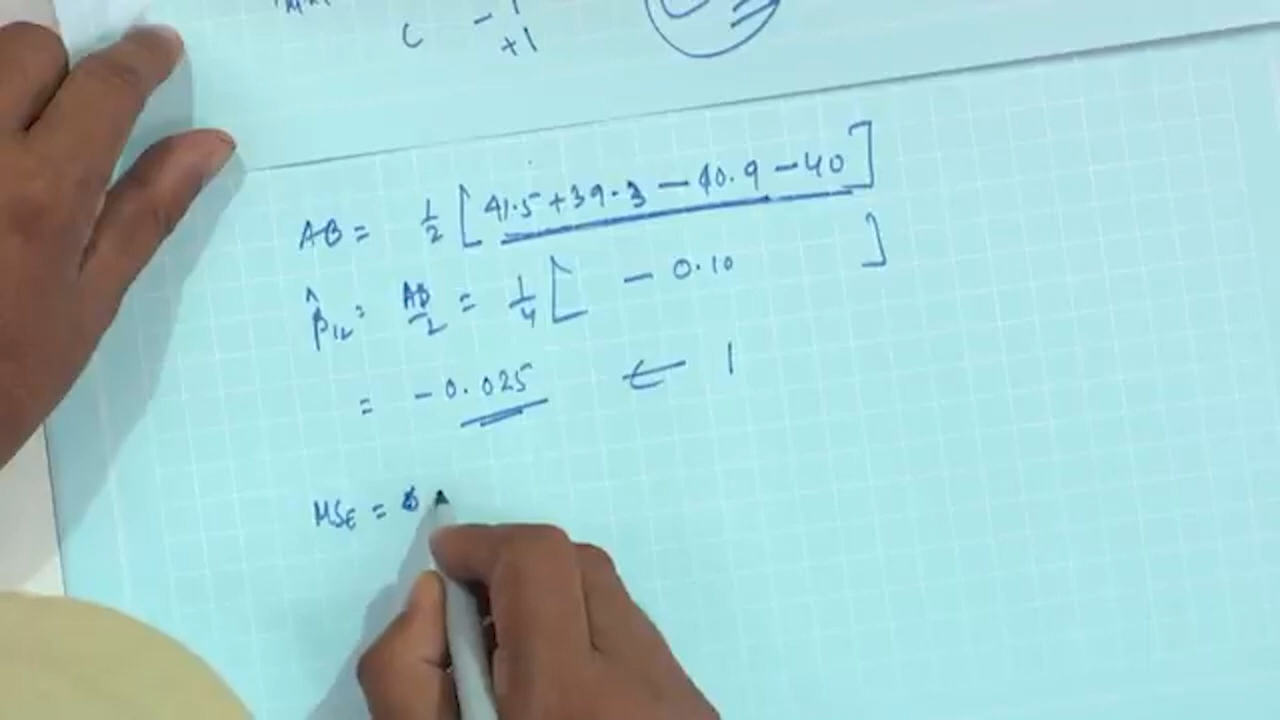 C -1
+1
AB = 1/2 [41.5 + 39.3 - 40.9 - 40]
β̂12 = AB/2 = 1/4 [ - 0.10 ]
= - 0.025 ← 1
MSE =